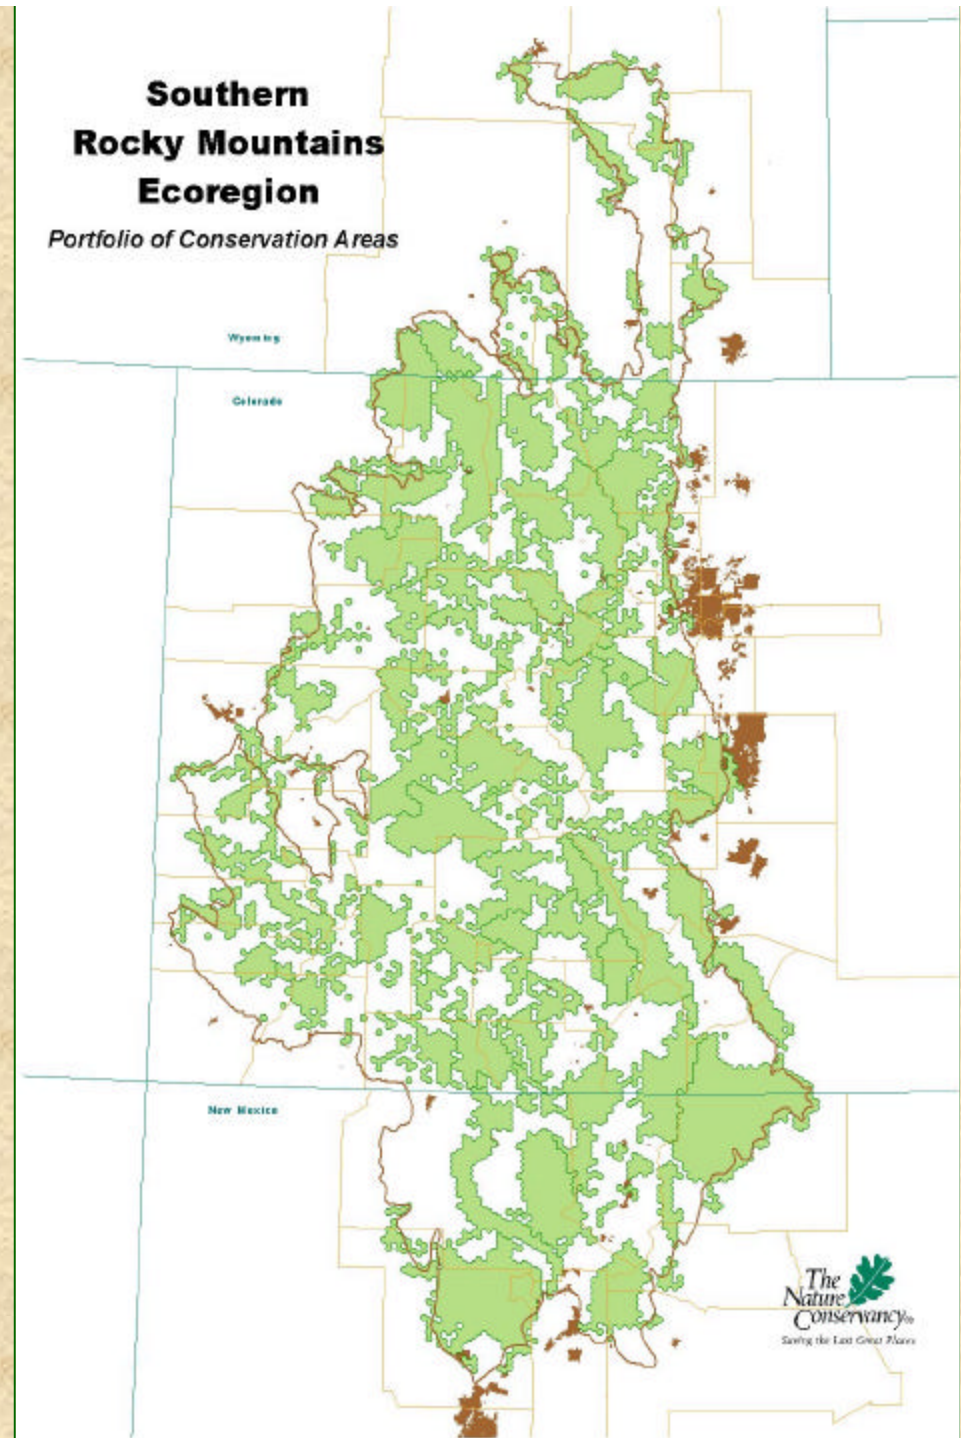 Southern
Rocky Mountains
Ecoregion
Portfolio of Conservation Areas
Wyoming
Colorado
New Mexico
The
Nature
Conservancy
Saving the Last Great Places